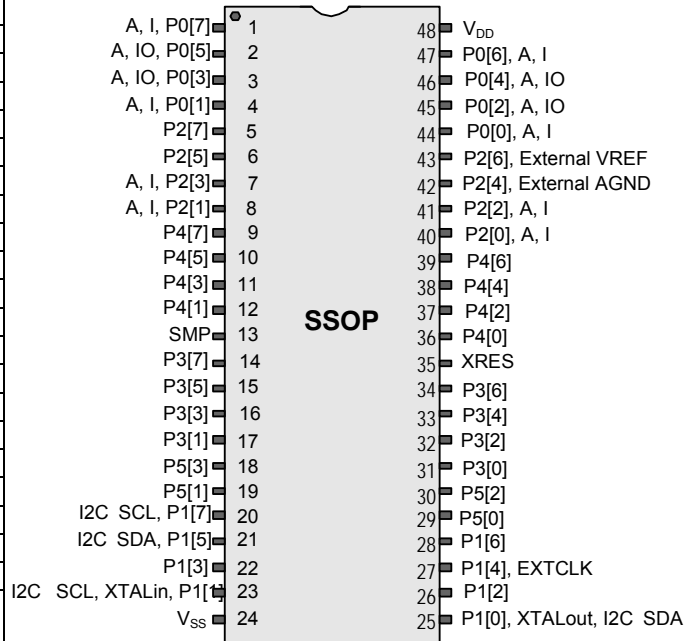 A, I, P0[7] 1 48 VDD
A, IO, P0[5] 2 47 P0[6], A, I
A, IO, P0[3] 3 46 P0[4], A, IO
A, I, P0[1] 4 45 P0[2], A, IO
P2[7] 5 44 P0[0], A, I
P2[5] 6 43 P2[6], External VREF
A, I, P2[3] 7 42 P2[4], External AGND
A, I, P2[1] 8 41 P2[2], A, I
P4[7] 9 40 P2[0], A, I
P4[5] 10 39 P4[6]
P4[3] 11 38 P4[4]
P4[1] 12 SSOP 37 P4[2]
SMP 13 36 P4[0]
P3[7] 14 35 XRES
P3[5] 15 34 P3[6]
P3[3] 16 33 P3[4]
P3[1] 17 32 P3[2]
P5[3] 18 31 P3[0]
P5[1] 19 30 P5[2]
I2C SCL, P1[7] 20 29 P5[0]
I2C SDA, P1[5] 21 28 P1[6]
P1[3] 22 27 P1[4], EXTCLK
I2C SCL, XTALin, P1[1] 23 26 P1[2]
VSS 24 25 P1[0], XTALout, I2C SDA